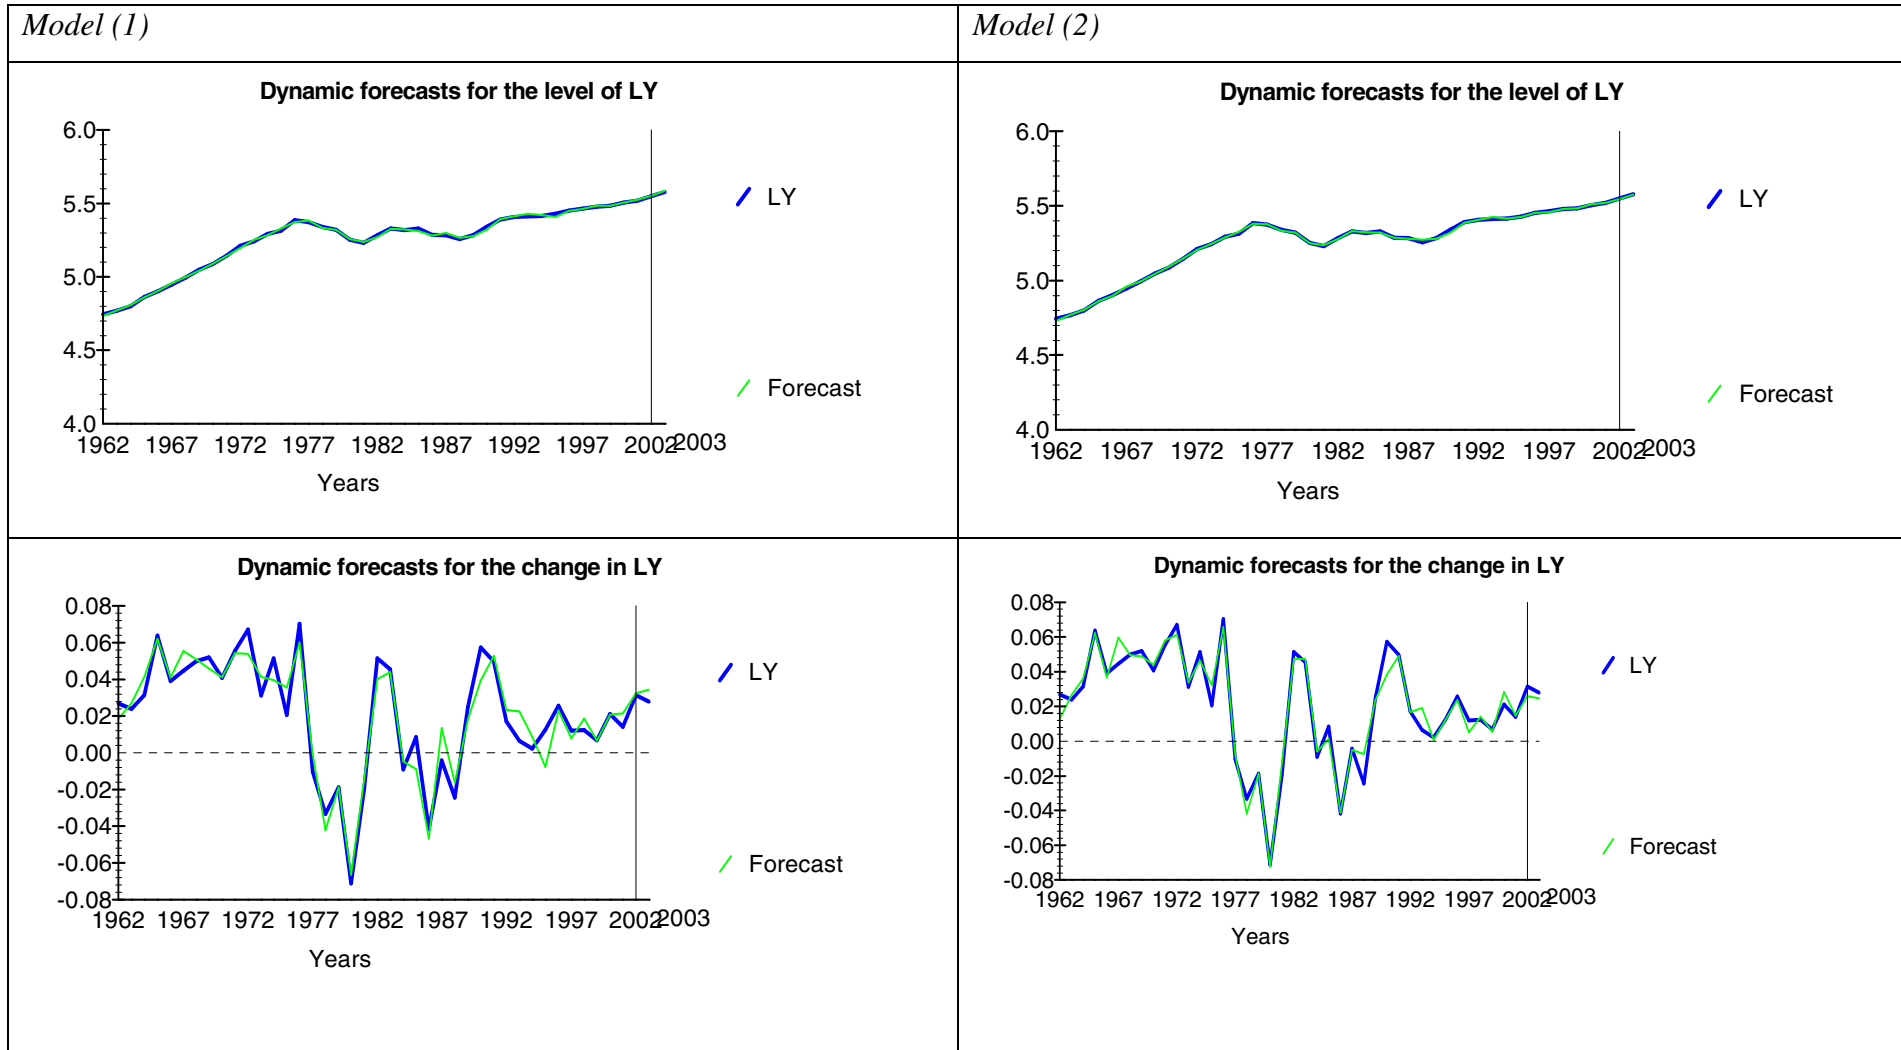 Model (1)
Model (2)
Dynamic forecasts for the level of LY
6.0
5.5
5.0
4.5
4.0
1962 1967 1972 1977 1982 1987 1992 1997 2002 2003
Years
LY
Forecast
Dynamic forecasts for the level of LY
6.0
5.5
5.0
4.5
4.0
1962 1967 1972 1977 1982 1987 1992 1997 2002 2003
Years
LY
Forecast
Dynamic forecasts for the change in LY
0.08
0.06
0.04
0.02
0.00
-0.02
-0.04
-0.06
-0.08
1962 1967 1972 1977 1982 1987 1992 1997 2002 2003
Years
LY
Forecast
Dynamic forecasts for the change in LY
0.08
0.06
0.04
0.02
0.00
-0.02
-0.04
-0.06
-0.08
1962 1967 1972 1977 1982 1987 1992 1997 2002 2003
Years
LY
Forecast